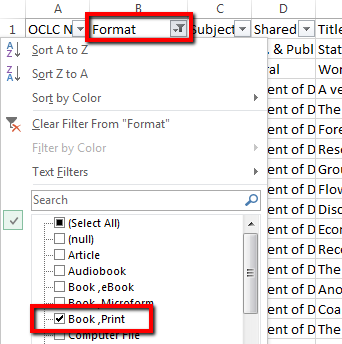 A B C D
1 OCLC N Format Subject Shared Title
Sort A to Z & Publ Stat
Sort Z to A ral Wor
Sort by Color ent of D A ve
ent of D The
Clear Filter From "Format" ent of D Fore
Filter by Color ent of D Rese
Text Filters ent of D Grou
Search ent of D Flow
(Select All) ent of D Disc
(null) ent of D Econ
Article ent of D Reco
Audiobook ent of D The
Book ,eBook ent of D Ano
Book ,Microform ent of D Coa
Book ,Print ent of D The
Computer File ent of D The